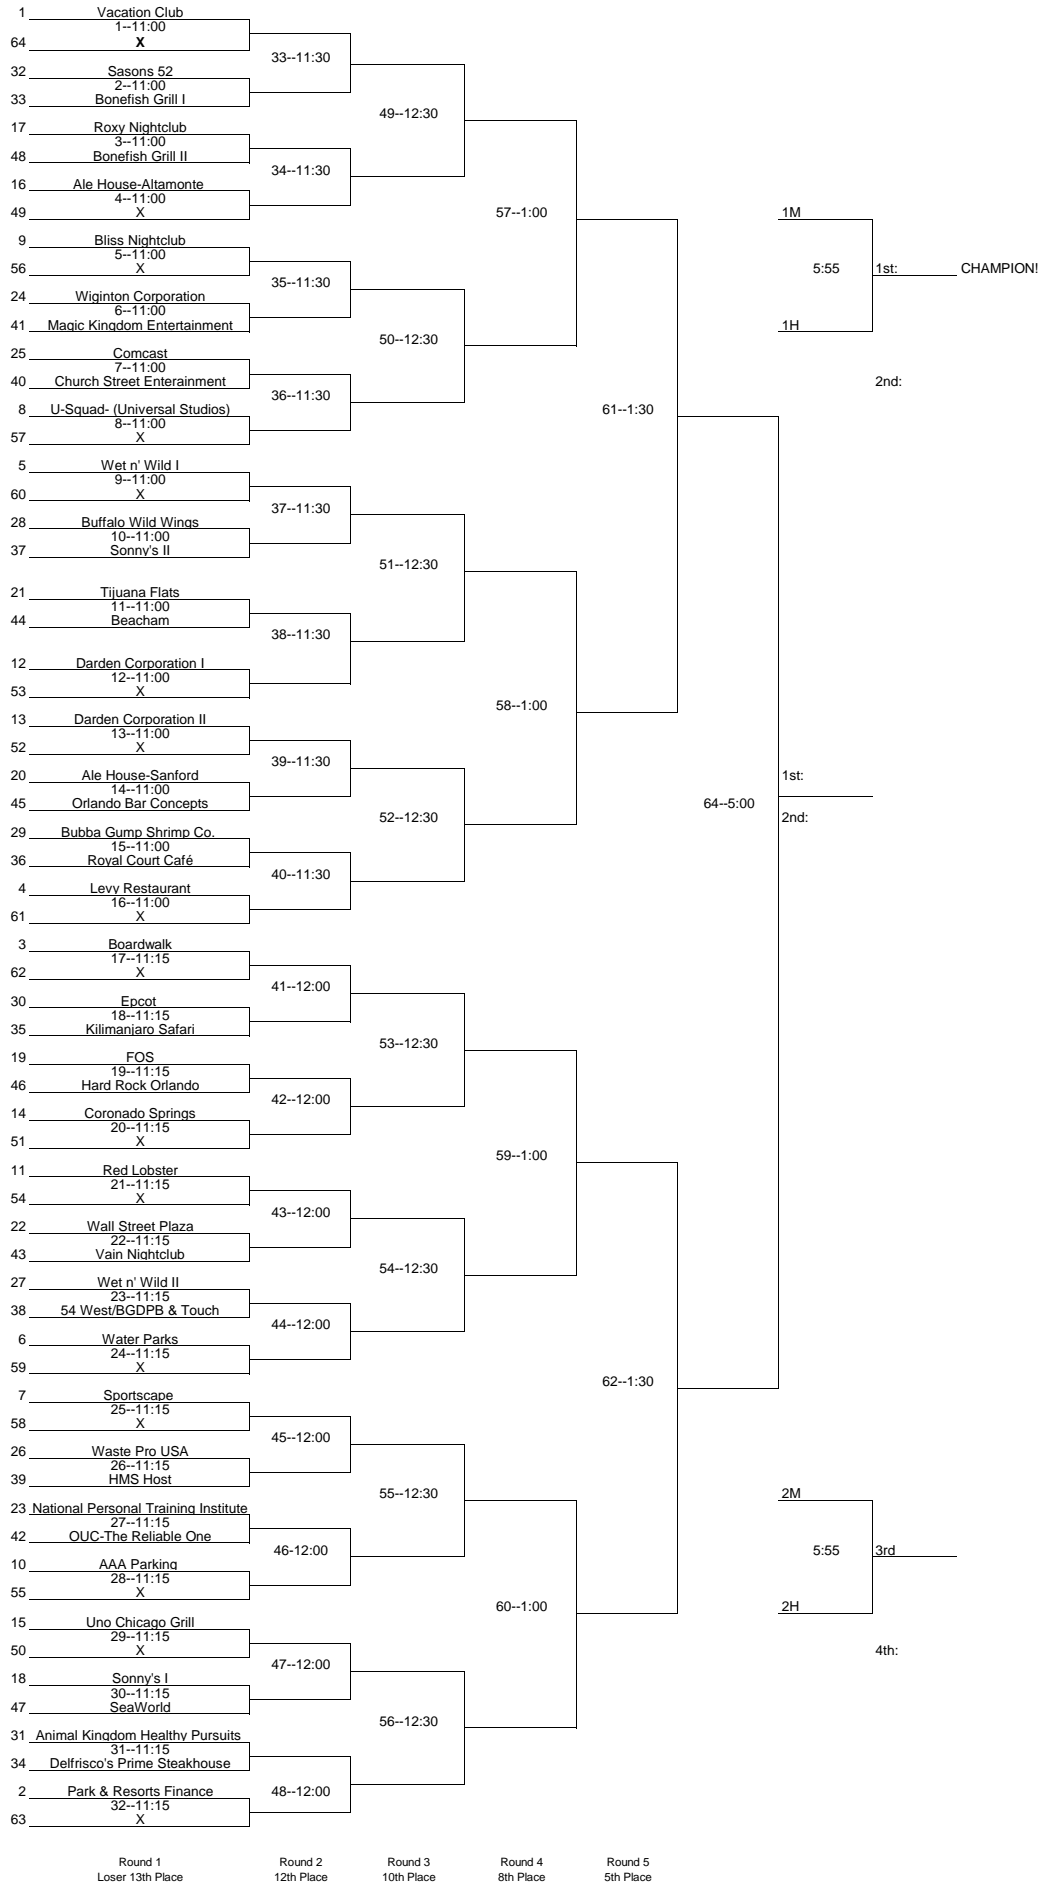 1 Vacation Club
1--11:00
64 X
33--11:30
32 Sasons 52
2--11:00
33 Bonefish Grill I
49--12:30
17 Roxy Nightclub
3--11:00
48 Bonefish Grill II
34--11:30
16 Ale House-Altamonte
4--11:00
49 X
57--1:00
1M
9 Bliss Nightclub
5--11:00
56 X
5:55 1st: CHAMPION!
35--11:30
24 Wiginton Corporation
6--11:00
41 Magic Kingdom Entertainment
1H
50--12:30
25 Comcast
7--11:00
40 Church Street Enterainment
2nd:
36--11:30
8 U-Squad- (Universal Studios)
61--1:30
8--11:00
57 X
5 Wet n' Wild I
9--11:00
60 X
37--11:30
28 Buffalo Wild Wings
10--11:00
37 Sonny's II
51--12:30
21 Tijuana Flats
11--11:00
44 Beacham
38--11:30
12 Darden Corporation I
12--11:00
53 X
58--1:00
13 Darden Corporation II
13--11:00
52 X
39--11:30
20 Ale House-Sanford
1st:
14--11:00
45 Orlando Bar Concepts
64--5:00
52--12:30
2nd:
29 Bubba Gump Shrimp Co.
15--11:00
36 Royal Court Café
40--11:30
4 Levy Restaurant
16--11:00
61 X
3 Boardwalk
17--11:15
62 X
41--12:00
30 Epcot
18--11:15
35 Kilimanjaro Safari
53--12:30
19 FOS
19--11:15
46 Hard Rock Orlando
42--12:00
14 Coronado Springs
20--11:15
51 X
59--1:00
11 Red Lobster
21--11:15
54 X
43--12:00
22 Wall Street Plaza
22--11:15
43 Vain Nightclub
54--12:30
27 Wet n' Wild II
23--11:15
38 54 West/BGDPB & Touch
44--12:00
6 Water Parks
24--11:15
59 X
62--1:30
7 Sportscape
25--11:15
58 X
45--12:00
26 Waste Pro USA
26--11:15
39 HMS Host
55--12:30
2M
23 National Personal Training Institute
27--11:15
42 OUC-The Reliable One
46-12:00
5:55 3rd
10 AAA Parking
28--11:15
55 X
60--1:00
2H
15 Uno Chicago Grill
29--11:15
50 X
4th:
47--12:00
18 Sonny's I
30--11:15
47 SeaWorld
56--12:30
31 Animal Kingdom Healthy Pursuits
31--11:15
34 Delfrisco's Prime Steakhouse
48--12:00
2 Park & Resorts Finance
32--11:15
63 X
Round 1 Round 2 Round 3 Round 4 Round 5
Loser 13th Place 12th Place 10th Place 8th Place 5th Place